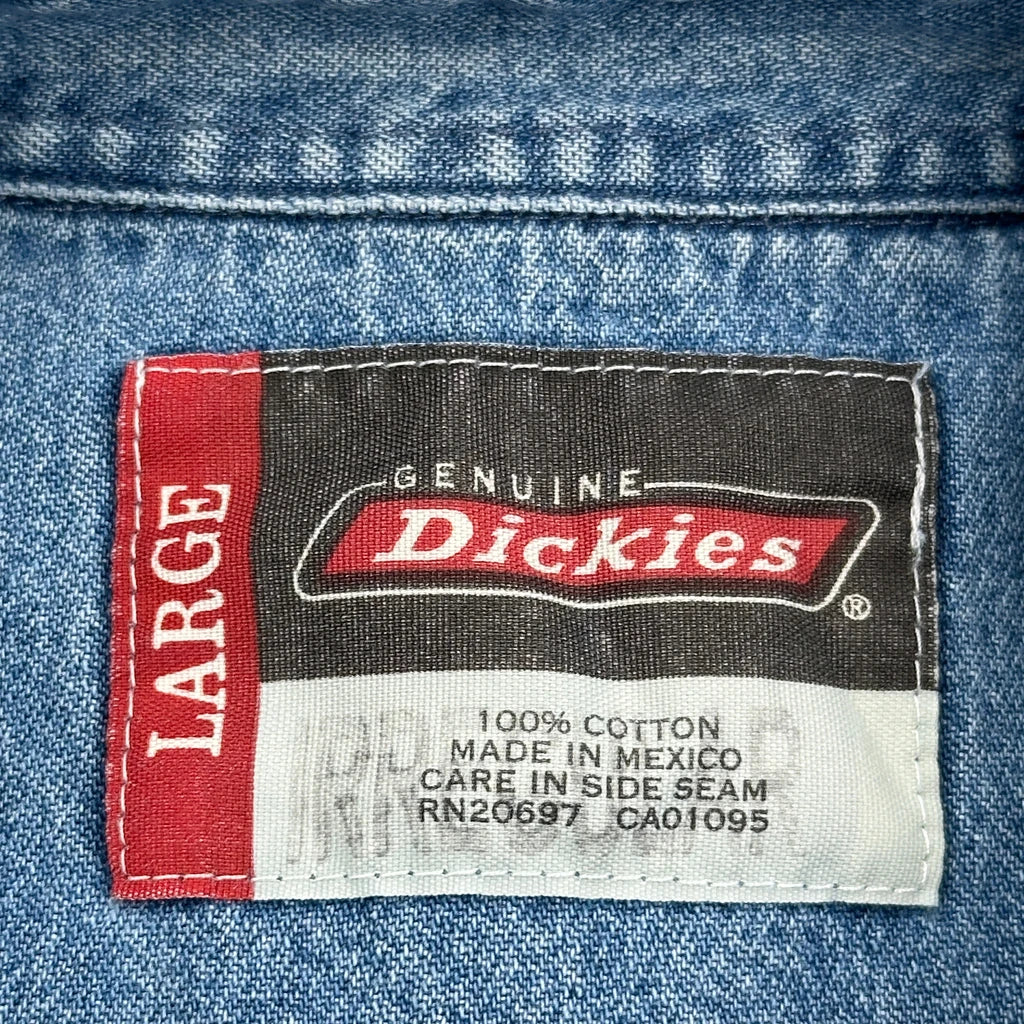 LARGE
GENUINE
Dickies
®
100% COTTON
MADE IN MEXICO
CARE IN SIDE SEAM
RN20697 CA01095